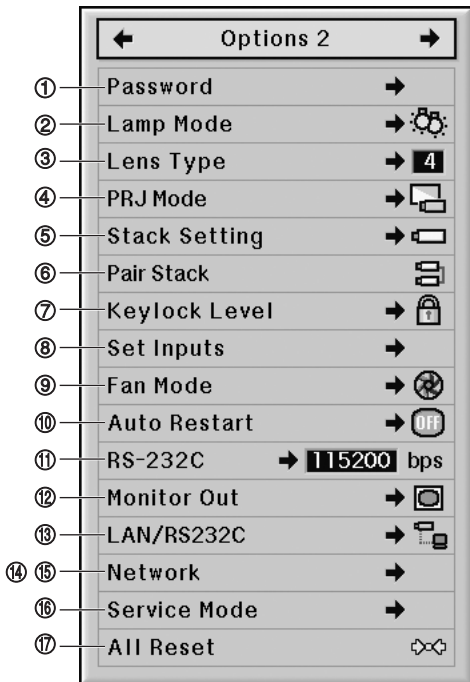 Options 2
① Password
② Lamp Mode
③ Lens Type 4
④ PRJ Mode
⑤ Stack Setting
⑥ Pair Stack
⑦ Keylock Level
⑧ Set Inputs
⑨ Fan Mode
⑩ Auto Restart OFF
⑪ RS-232C 115200 bps
⑫ Monitor Out
⑬ LAN/RS232C
⑭ ⑮ Network
⑯ Service Mode
⑰ All Reset